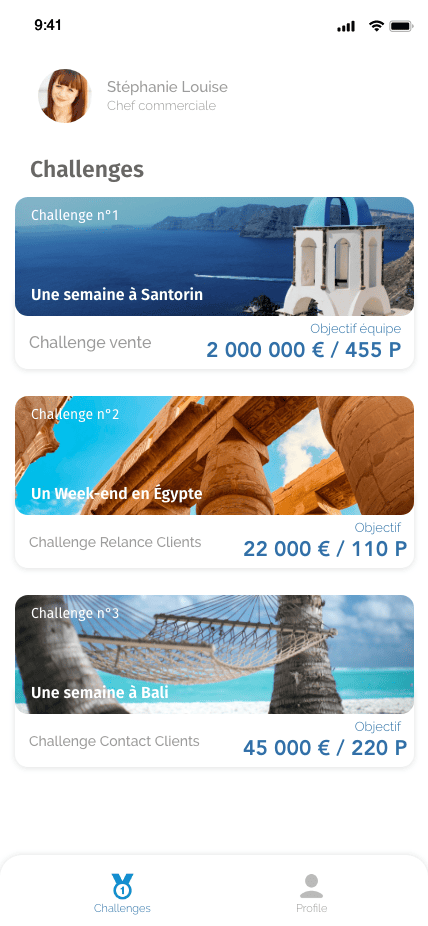 9:41
Stéphanie Louise
Chef commerciale
Challenges
Challenge n°1
Une semaine à Santorin
Objectif équipe
Challenge vente
2 000 000 € / 455 P
Challenge n°2
Un Week-end en Égypte
Objectif
Challenge Relance Clients
22 000 € / 110 P
Challenge n°3
Une semaine à Bali
Objectif
Challenge Contact Clients
45 000 € / 220 P
1
Challenges
Profile